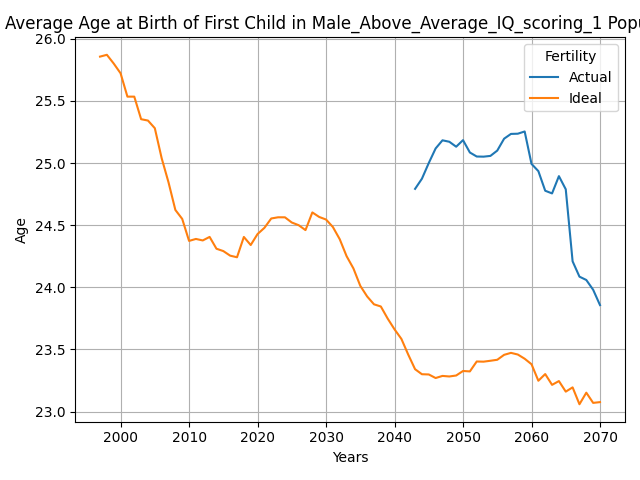 Average Age at Birth of First Child in Male_Above_Average_IQ_scoring_1 Popu
26.0
25.5
25.0
24.5
24.0
23.5
23.0
Age
Fertility
Actual
Ideal
2000 2010 2020 2030 2040 2050 2060 2070
Years